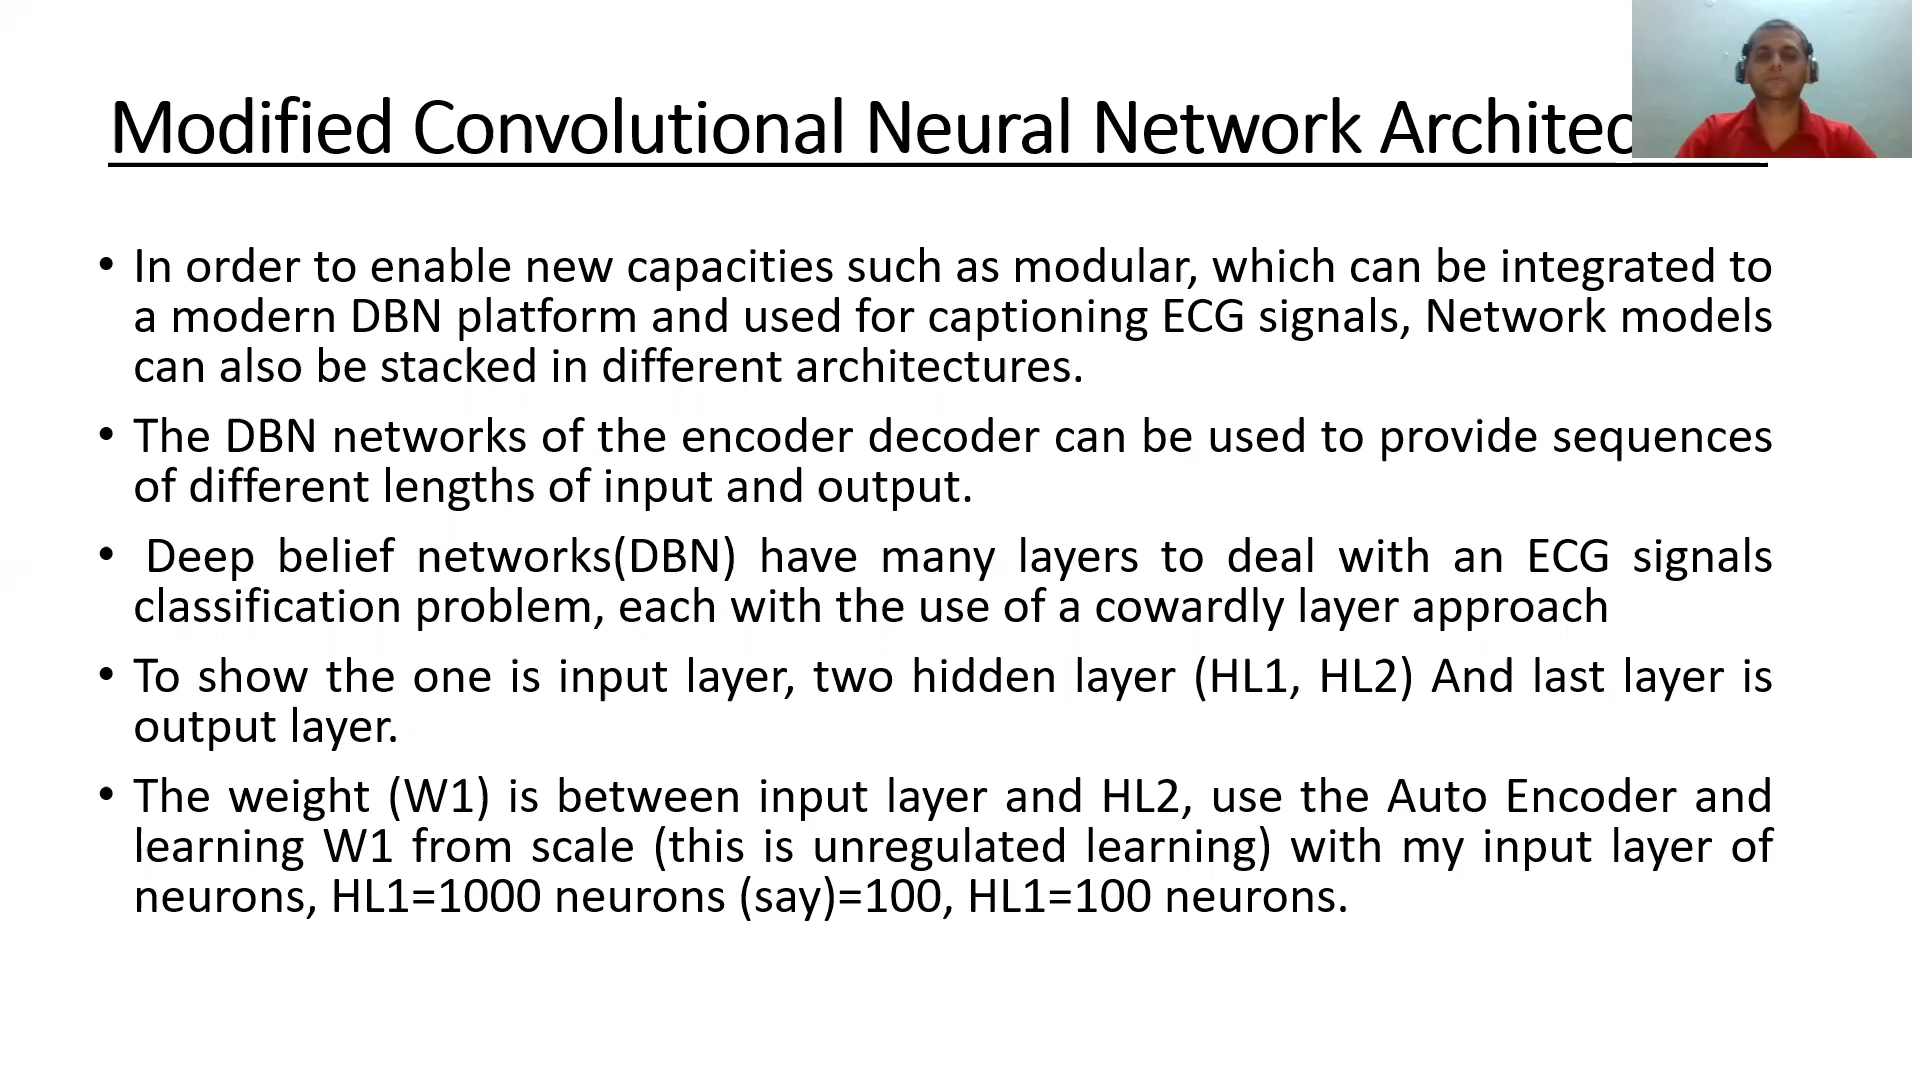 Modified Convolutional Neural Network Architec
• In order to enable new capacities such as modular, which can be integrated to
a modern DBN platform and used for captioning ECG signals, Network models
can also be stacked in different architectures.
• The DBN networks of the encoder decoder can be used to provide sequences
of different lengths of input and output.
• Deep belief networks(DBN) have many layers to deal with an ECG signals
classification problem, each with the use of a cowardly layer approach
• To show the one is input layer, two hidden layer (HL1, HL2) And last layer is
output layer.
• The weight (W1) is between input layer and HL2, use the Auto Encoder and
learning W1 from scale (this is unregulated learning) with my input layer of
neurons, HL1=1000 neurons (say)=100, HL1=100 neurons.